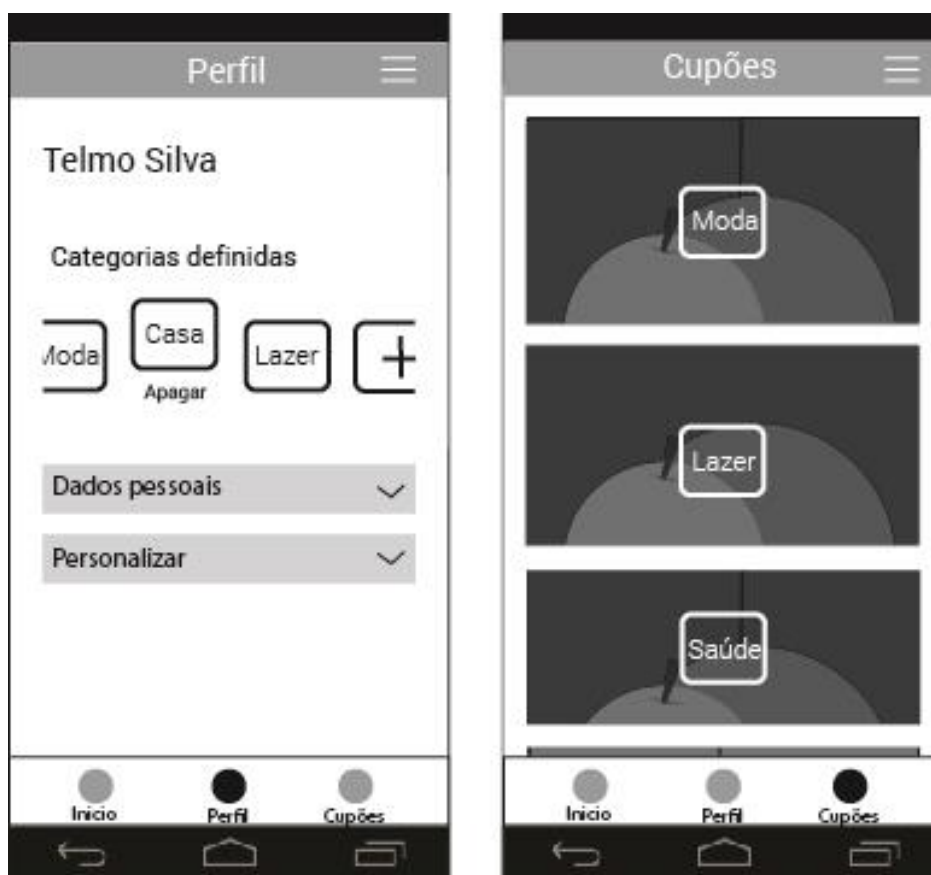 Perfil
Telmo Silva
Categorias definidas
Moda
Casa
Lazer
Apagar
Dados pessoais
Personalizar
Inicio
Perfil
Cupões
Cupões
Moda
Lazer
Saúde
Inicio
Perfil
Cupões